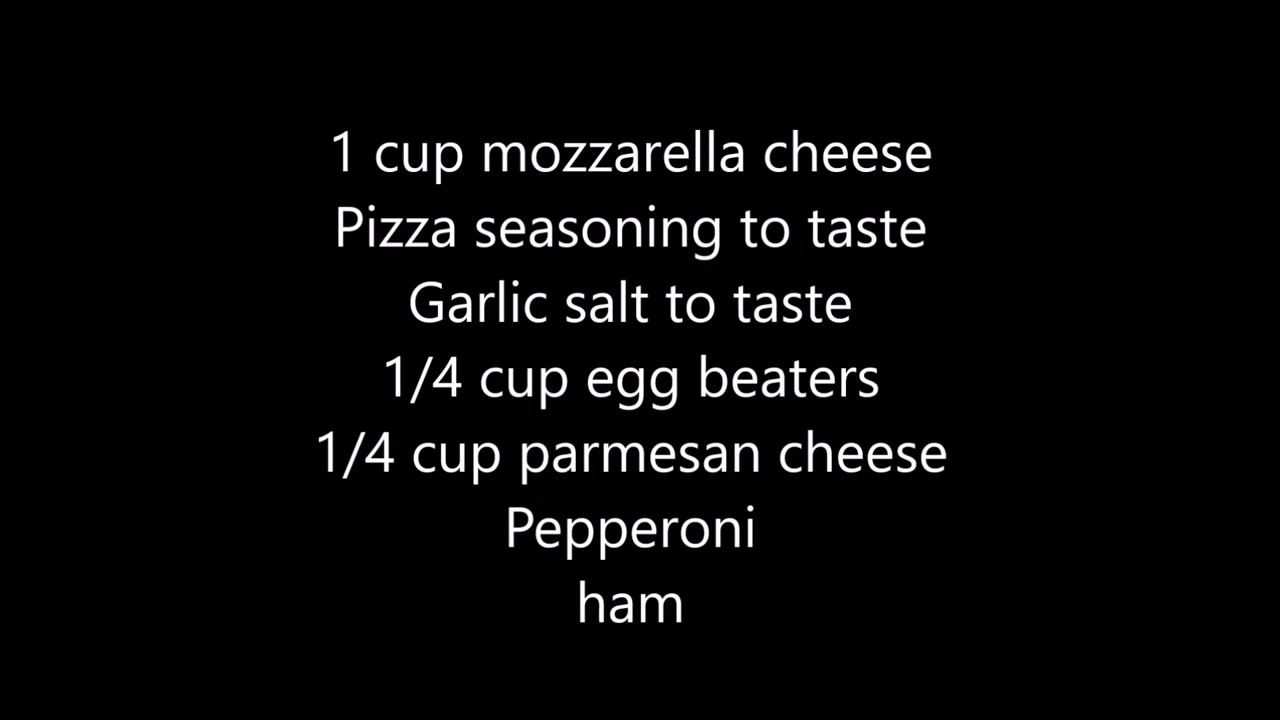 1 cup mozzarella cheese
Pizza seasoning to taste
Garlic salt to taste
1/4 cup egg beaters
1/4 cup parmesan cheese
Pepperoni
ham